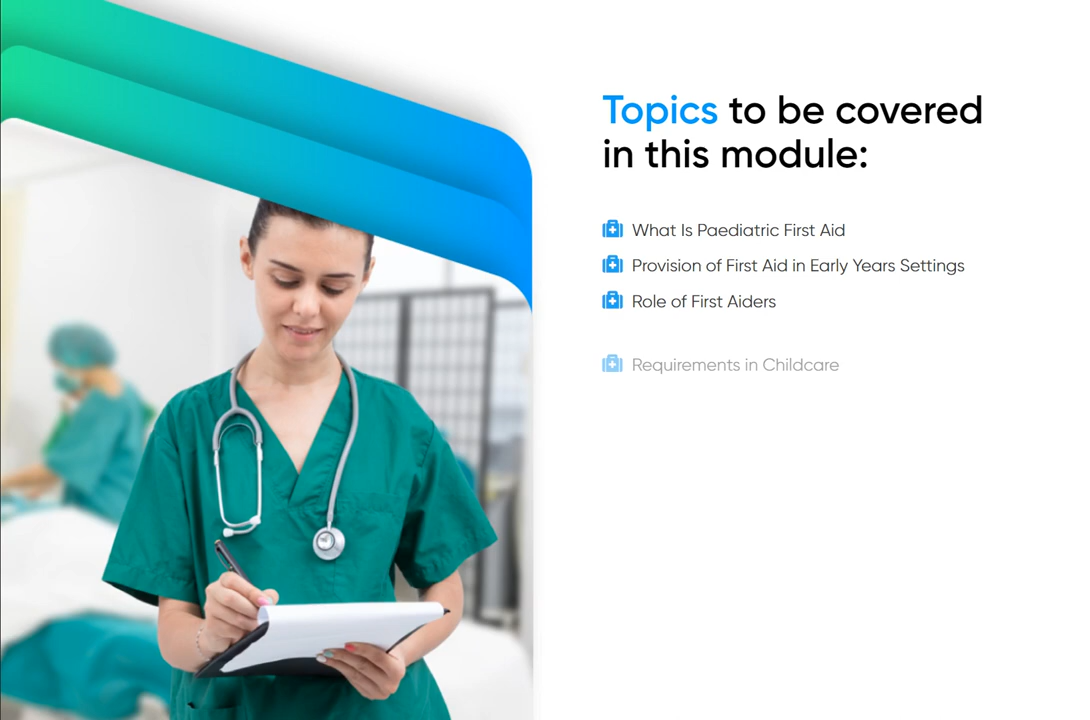 Topics to be covered
in this module:
What Is Paediatric First Aid
Provision of First Aid in Early Years Settings
Role of First Aiders
Requirements in Childcare